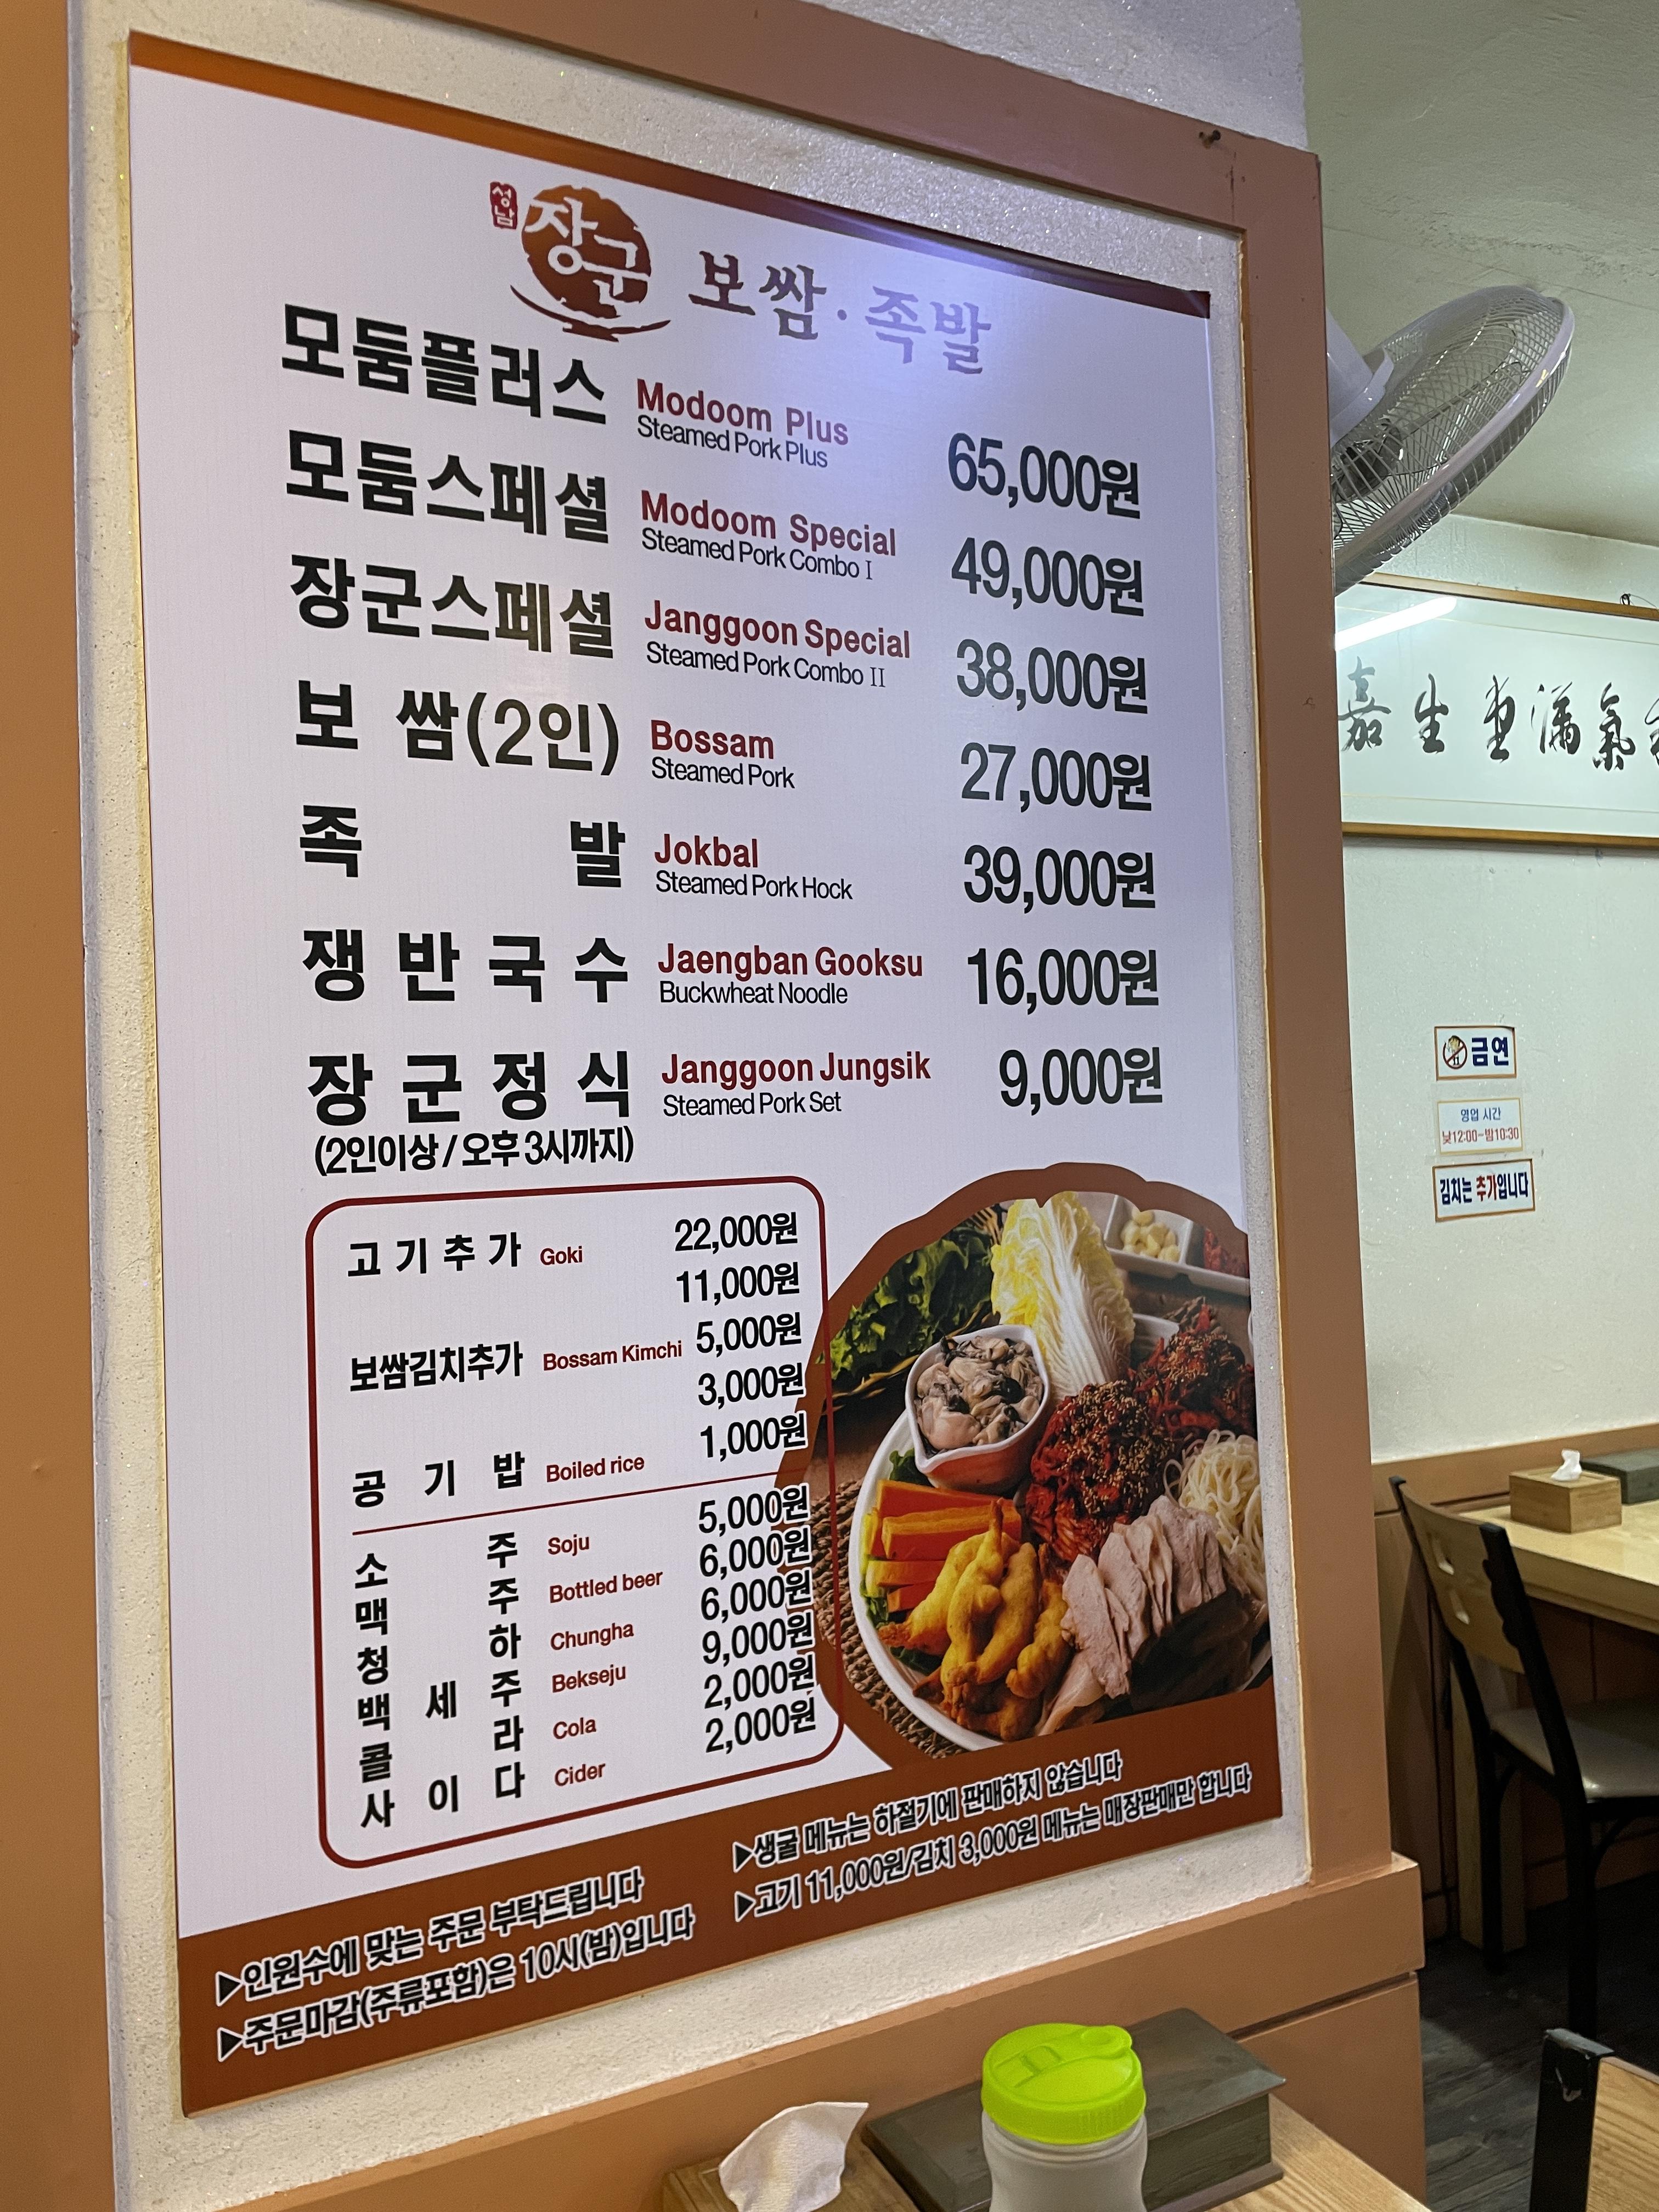 성남
장군 보쌈·족발
모둠플러스 Modoom Plus 65,000원
Steamed Pork Plus
모둠스페셜 Modoom Special 49,000원
Steamed Pork Combo I
장군스페셜 Janggoon Special 38,000원
Steamed Pork Combo II
보 쌈(2인) Bossam 27,000원
Steamed Pork
족 발 Jokbal 39,000원
Steamed Pork Hock
쟁 반 국 수 Jaengban Gooksu 16,000원
Buckwheat Noodle
장 군 정 식 Janggoon Jungsik 9,000원
Steamed Pork Set
(2인이상 / 오후 3시까지)
고 기 추 가 Goki 22,000원
11,000원
보쌈김치추가 Bossam Kimchi 5,000원
3,000원
공 기 밥 Boiled rice 1,000원
소 주 Soju 5,000원
맥 주 Bottled beer 6,000원
청 하 Chungha 6,000원
백 세 주 Bekseju 9,000원
콜 라 Cola 2,000원
사 이 다 Cider 2,000원
▶인원수에 맞는 주문 부탁드립니다
▶주문마감(주류포함)은 10시(밤)입니다
▶생굴 메뉴는 하절기에 판매하지 않습니다
▶고기 11,000원/김치 3,000원 메뉴는 매장판매만 합니다
嘉生堂滿氣
금연
영업 시간
낮12:00-밤10:30
김치는 추가입니다